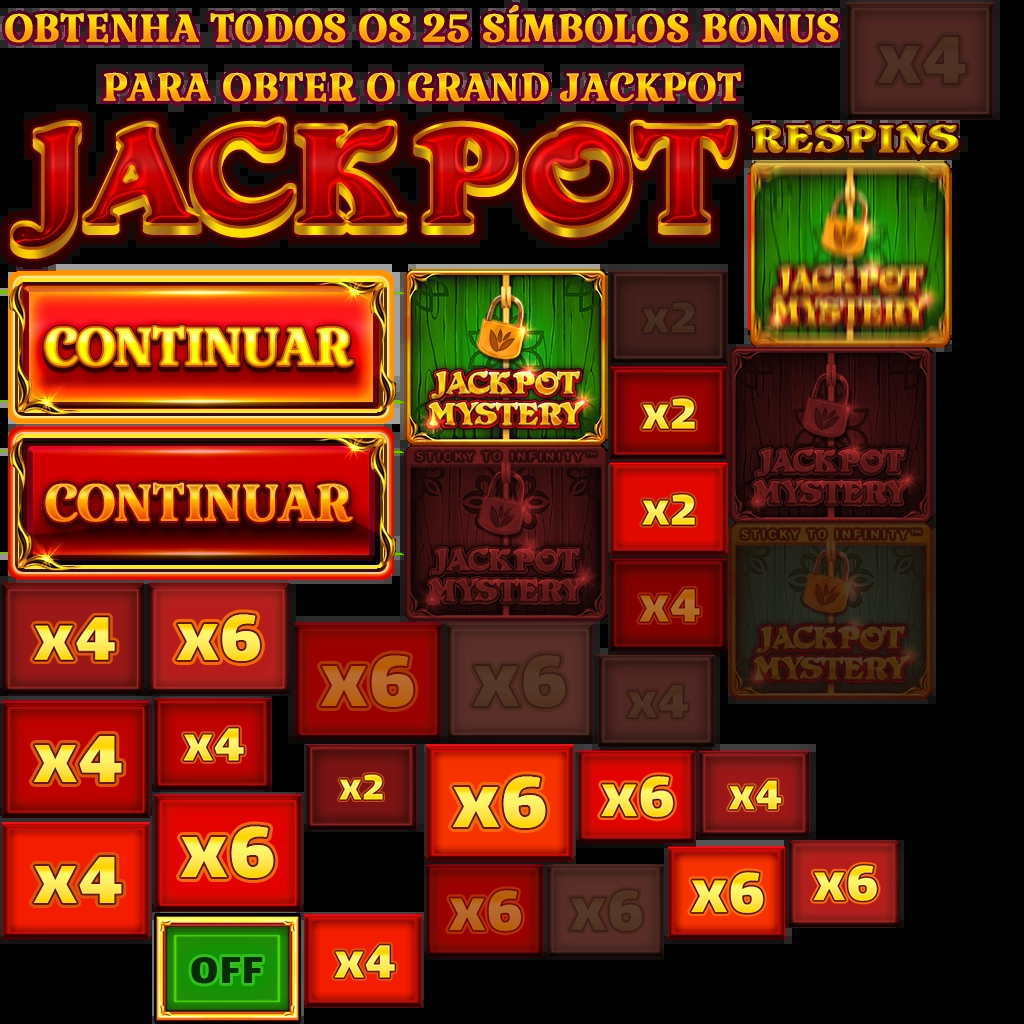 OBTENHA TODOS OS 25 SÍMBOLOS BONUS
PARA OBTER O GRAND JACKPOT
x4
JACKPOT
RESPINS
JACKPOT
MYSTERY
CONTINUAR
JACKPOT
MYSTERY
x2
x2
CONTINUAR
STICKY TO INFINITY™
JACKPOT
MYSTERY
x2
JACKPOT
MYSTERY
STICKY TO INFINITY™
JACKPOT
MYSTERY
x4
x4
x6
x6
x6
x4
x4
x4
x2
x6
x6
x4
x4
x6
x6
x6
x6
x6
OFF
x4